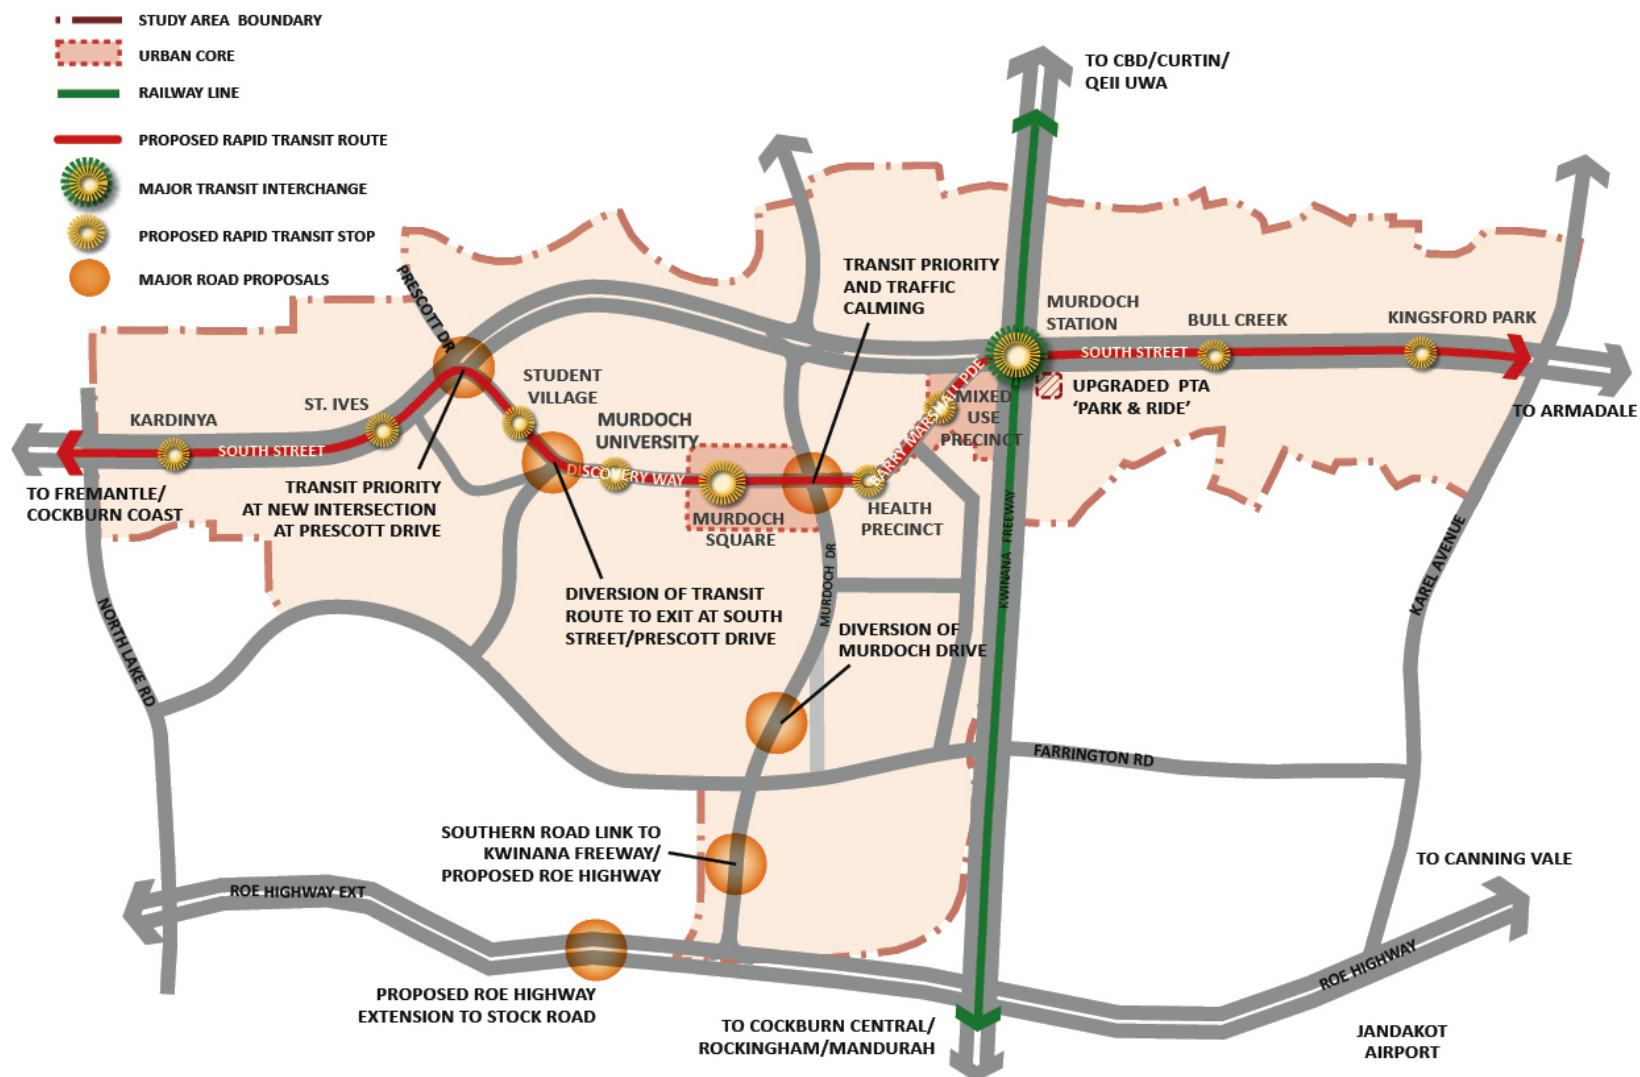 STUDY AREA BOUNDARY
URBAN CORE
RAILWAY LINE
PROPOSED RAPID TRANSIT ROUTE
MAJOR TRANSIT INTERCHANGE
PROPOSED RAPID TRANSIT STOP
MAJOR ROAD PROPOSALS
TO CBD/CURTIN/
QEII UWA
PRESCOTT DR
TRANSIT PRIORITY
AND TRAFFIC
CALMING
MURDOCH
STATION
BULL CREEK
KINGSFORD PARK
SOUTH STREET
UPGRADED PTA
'PARK & RIDE'
TO ARMADALE
KARDINYA
ST. IVES
STUDENT
VILLAGE
MURDOCH
UNIVERSITY
SOUTH STREET
DISCOVERY WAY
BARRY MARSHALL PDE
MIXED
USE
PRECINCT
TO FREMANTLE/
COCKBURN COAST
TRANSIT PRIORITY
AT NEW INTERSECTION
AT PRESCOTT DRIVE
MURDOCH
SQUARE
HEALTH
PRECINCT
KWINANA FREEWAY
MURDOCH DR
KAREL AVENUE
NORTH LAKE RD
DIVERSION OF TRANSIT
ROUTE TO EXIT AT SOUTH
STREET/PRESCOTT DRIVE
DIVERSION OF
MURDOCH DRIVE
FARRINGTON RD
SOUTHERN ROAD LINK TO
KWINANA FREEWAY/
PROPOSED ROE HIGHWAY
TO CANNING VALE
ROE HIGHWAY EXT
ROE HIGHWAY
PROPOSED ROE HIGHWAY
EXTENSION TO STOCK ROAD
TO COCKBURN CENTRAL/
ROCKINGHAM/MANDURAH
JANDAKOT
AIRPORT